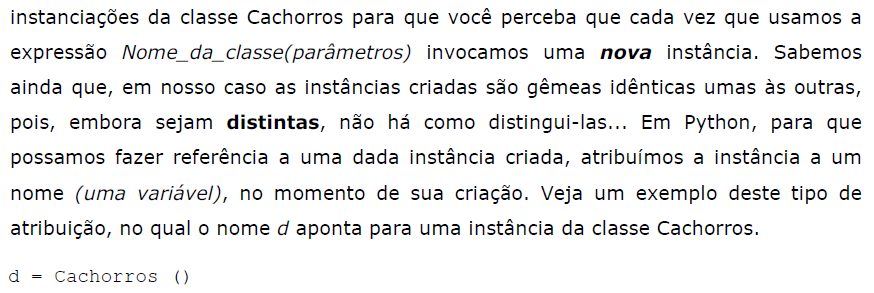 instanciações da classe Cachorros para que você perceba que cada vez que usamos a
expressão Nome_da_classe(parâmetros) invocamos uma nova instância. Sabemos
ainda que, em nosso caso as instâncias criadas são gêmeas idênticas umas às outras,
pois, embora sejam distintas, não há como distingui-las... Em Python, para que
possamos fazer referência a uma dada instância criada, atribuímos a instância a um
nome (uma variável), no momento de sua criação. Veja um exemplo deste tipo de
atribuição, no qual o nome d aponta para uma instância da classe Cachorros.
d = Cachorros ()